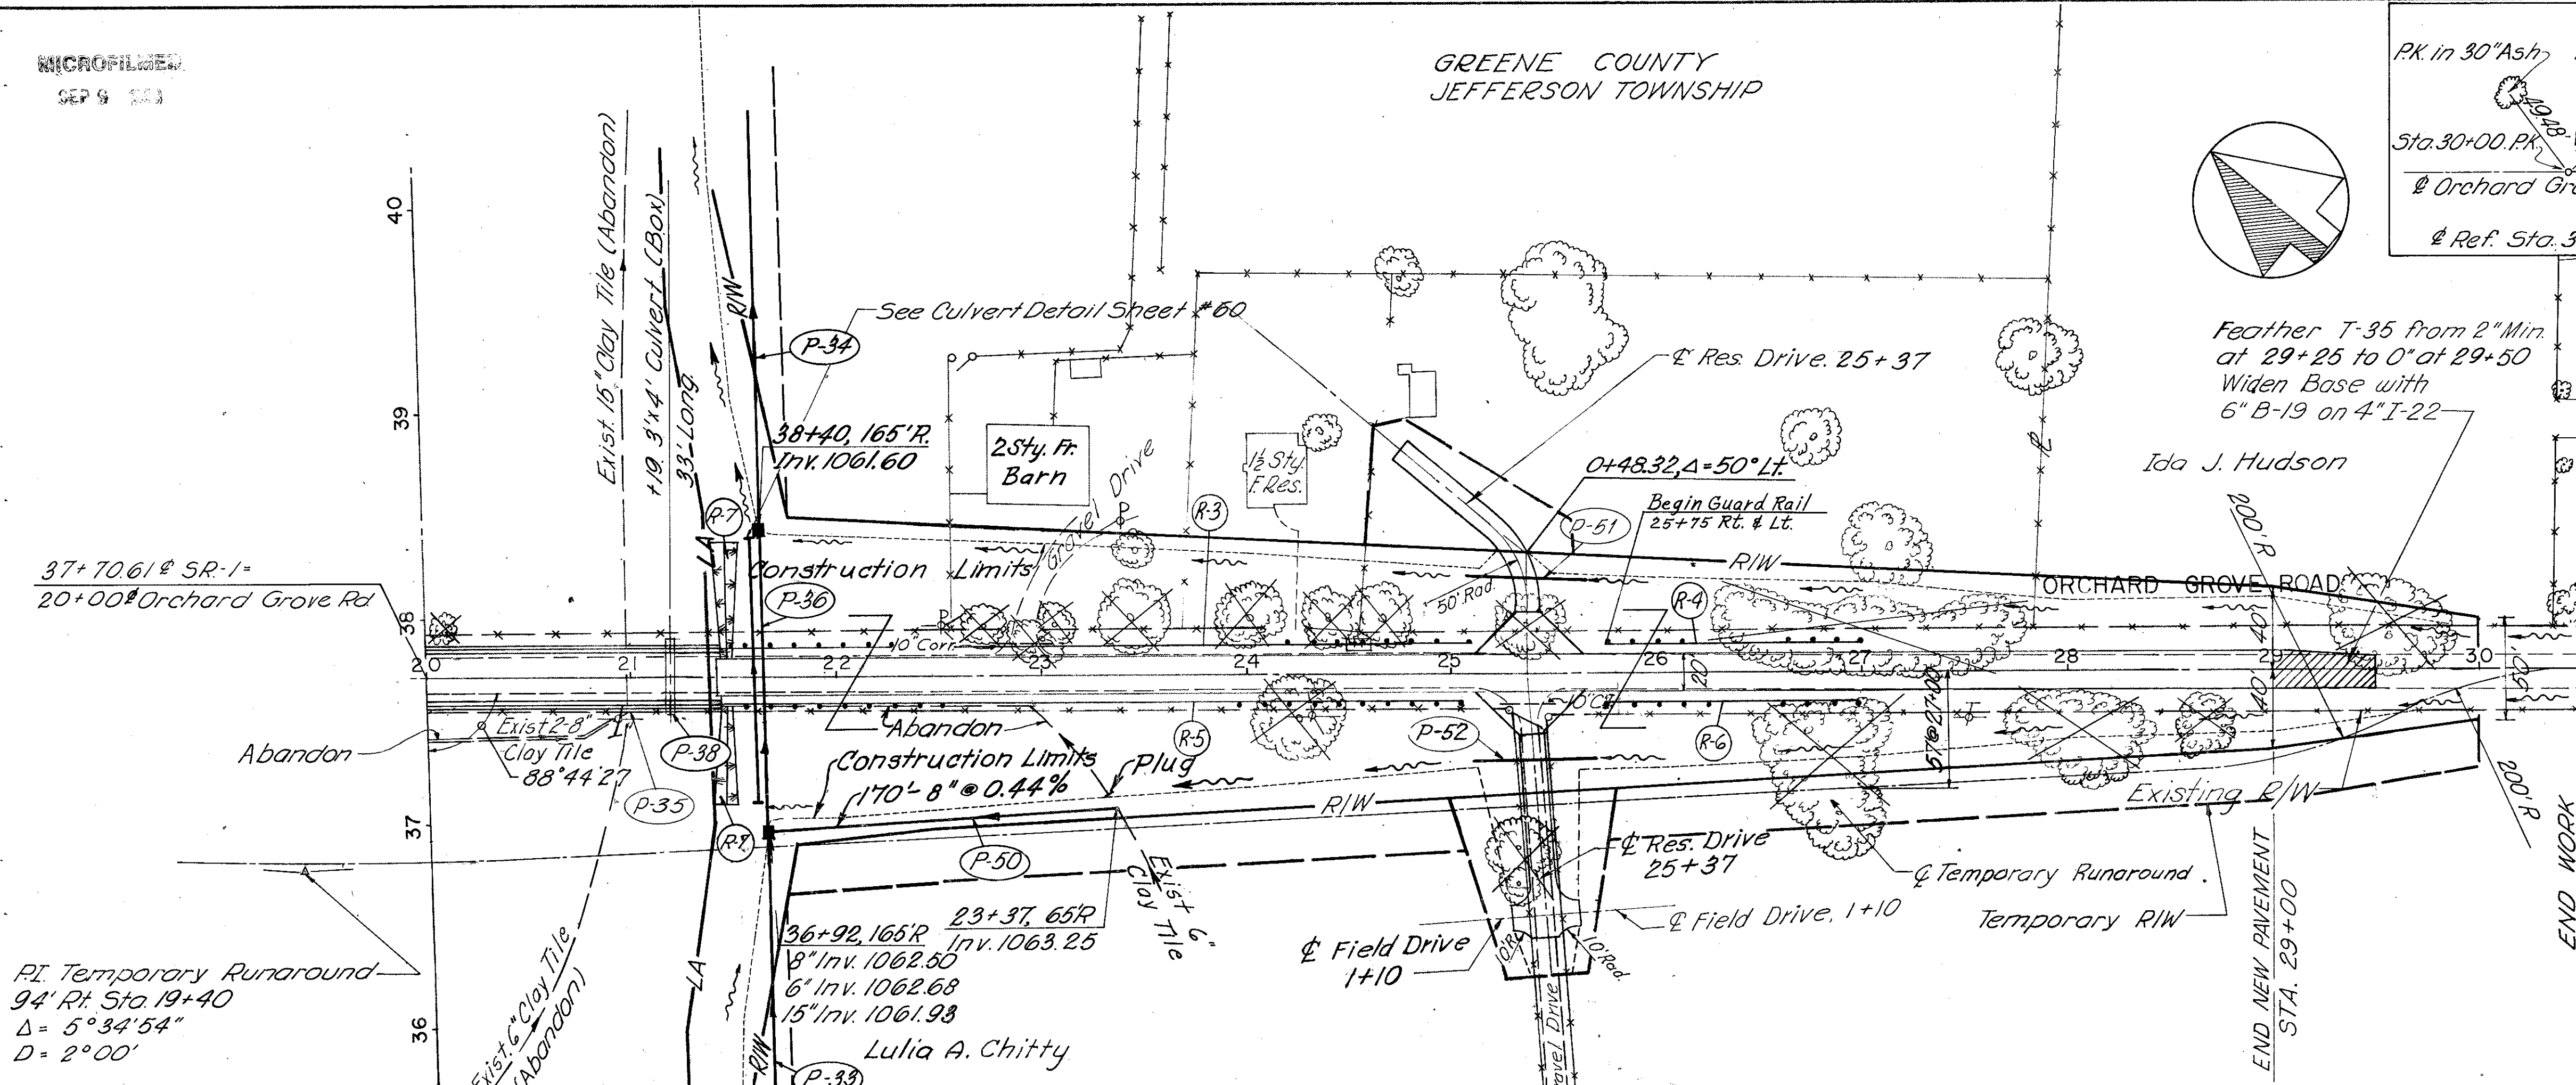 MICROFILMED
SEP 9
GREENE COUNTY
JEFFERSON TOWNSHIP
P.K. in 30" Ash
49.48
Sta. 30+00 P.K.
℄ Orchard
℄ Ref. Sta.
40
39
38
37
36
Exist. 15" Clay Tile (Abandon)
+19 3'x4' Culvert (Box)
33'-Long
R/W
P-34
See Culvert Detail Sheet #60
38+40, 165'R.
Inv. 1061.60
2 Sty. Fr.
Barn
Gravel Drive
1½ Sty.
F. Res.
℄ Res. Drive. 25+37
0+48.32, Δ=50° Lt.
Begin Guard Rail
25+75 Rt. & Lt.
Feather T-35 from 2" Min.
at 29+25 to 0" at 29+50
Widen Base with
6" B-19 on 4" I-22
Ida J. Hudson
200'R
37+70.61 ℄ SR-1=
20+00 ℄ Orchard Grove Rd.
R-7
LA
R-3
P-51
R/W
ORCHARD GROVE ROAD
Construction Limits
P-36
50' Rad.
R-4
10" Corr.
20
21
22
23
24
25
26
27
28
29
30
20'
40'
40'
50'
57'@27+00
Abandon
Exist 2-8"
Clay Tile
88°44'27
P-38
P-35
R-7
Abandon
Construction Limits
170'-8" @ 0.44%
Plug
R-5
P-52
R-6
R/W
P-50
Exist 6"
Clay Tile
℄ Res. Drive
25+37
Existing R/W
200'R
℄ Temporary Runaround
Temporary R/W
℄ Field Drive, 1+10
℄ Field Drive
1+10
10'R.
10' Rad.
36+92, 165'R
8" Inv. 1062.50
6" Inv. 1062.68
15" Inv. 1061.93
23+37, 65'R
Inv. 1063.25
Lulia A. Chitty
P.I. Temporary Runaround
94' Rt. Sta. 19+40
Δ= 5°34'54"
D= 2°00'
Exist. 6" Clay Tile
(Abandon)
LA
R/W
P-33
Drive
END NEW PAVEMENT
STA. 29+00
END WORK